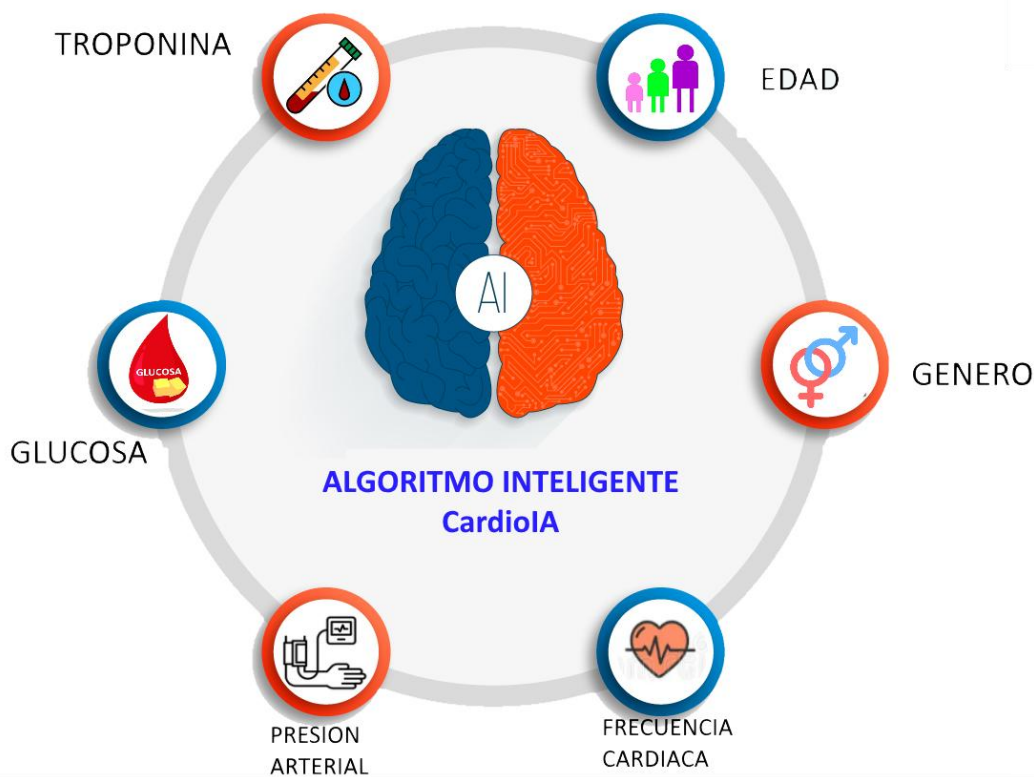 TROPONINA
EDAD
AI
GLUCOSA
GENERO
GLUCOSA
ALGORITMO INTELIGENTE
CardioIA
PRESION
ARTERIAL
FRECUENCIA
CARDIACA